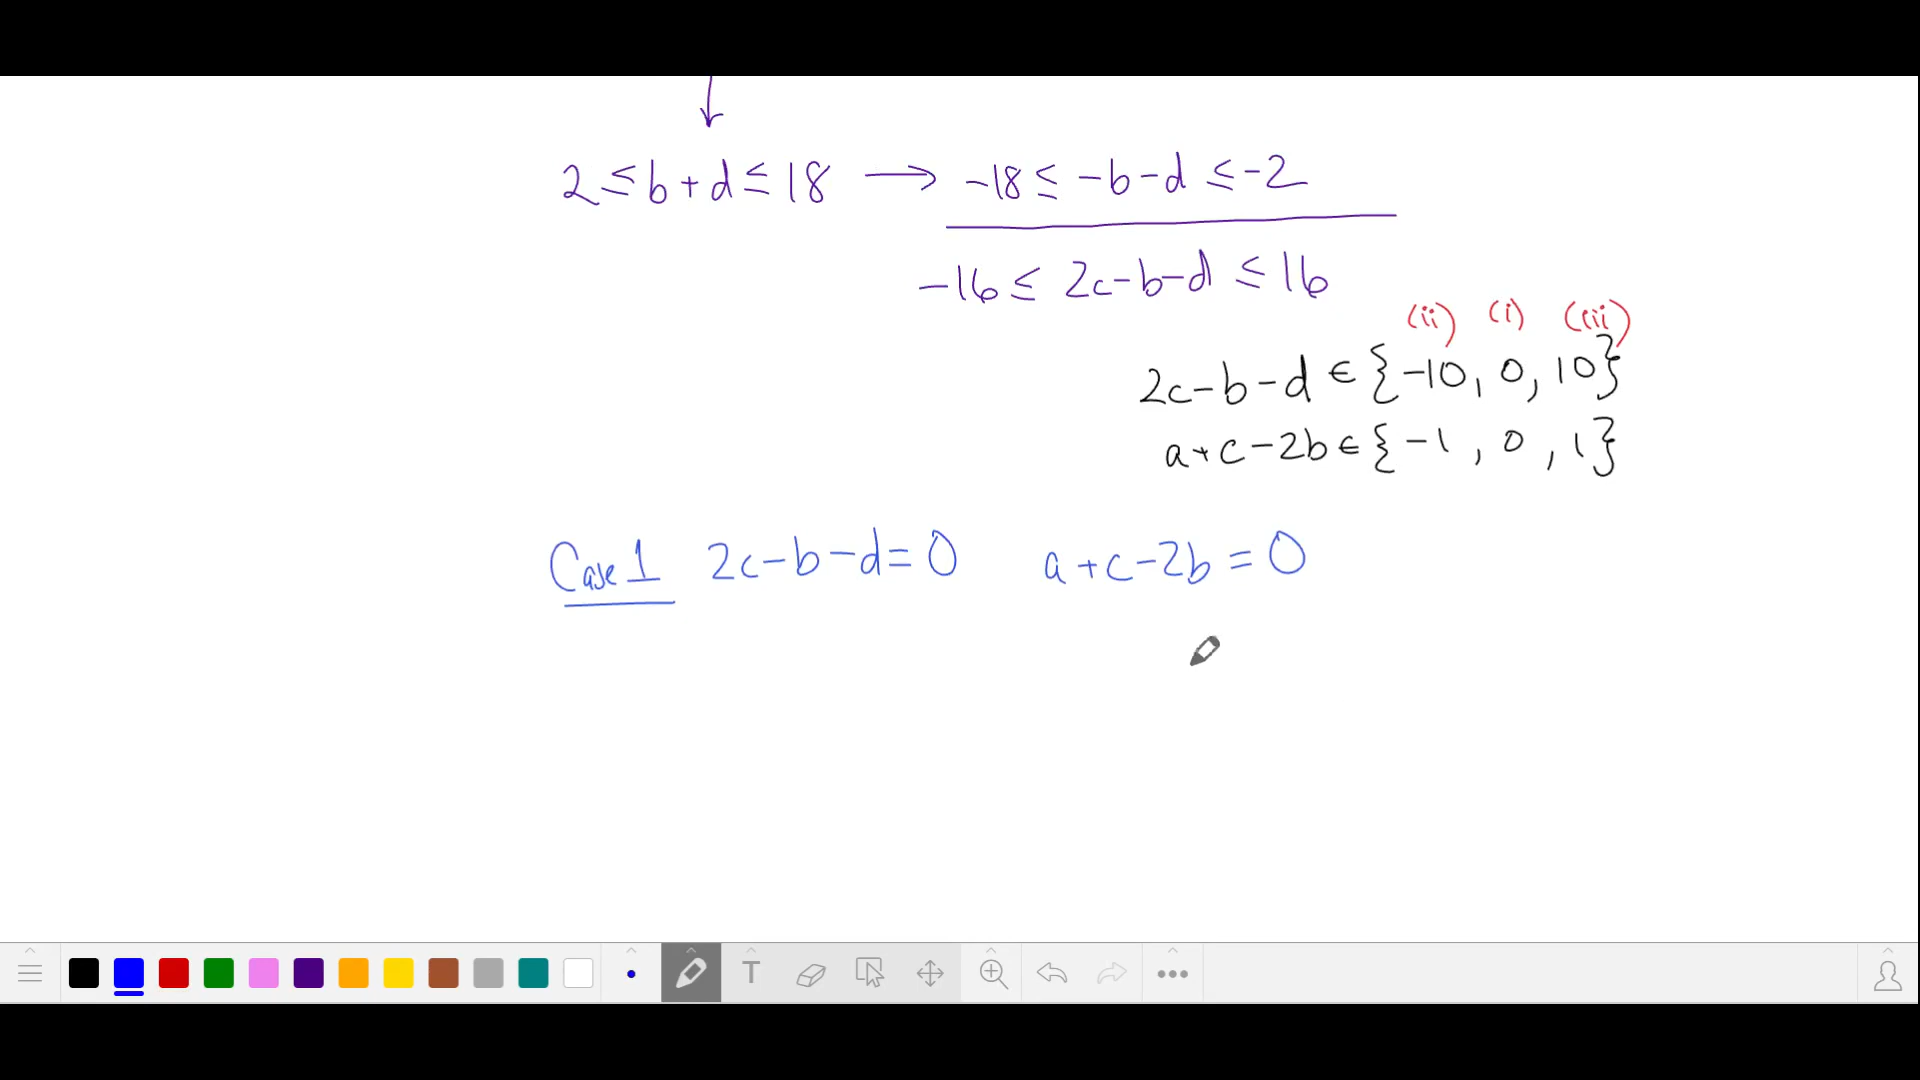 2 ≤ b + d ≤ 18 → -18 ≤ -b-d ≤ -2
-16 ≤ 2c-b-d ≤ 16
(ii) (i) (iii)
2c-b-d ∈ {-10, 0, 10}
a+c-2b ∈ {-1, 0, 1}
Case 1 2c-b-d=0 a+c-2b=0
T